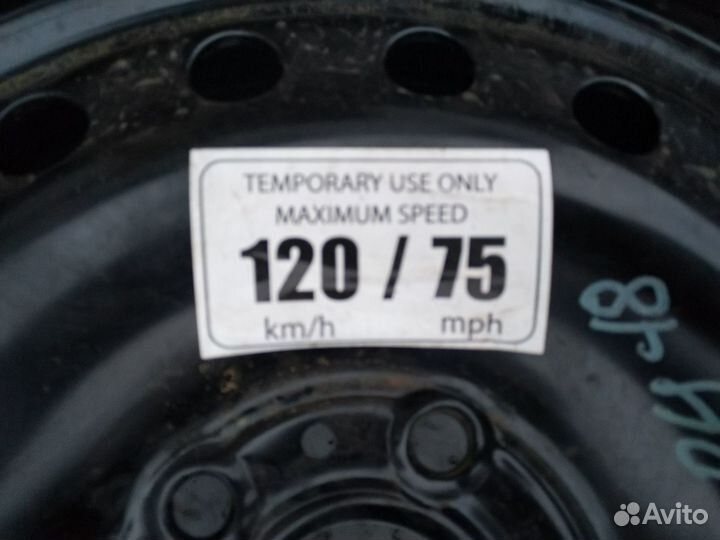 TEMPORARY USE ONLY
MAXIMUM SPEED
120 / 75
km/h mph
Avito